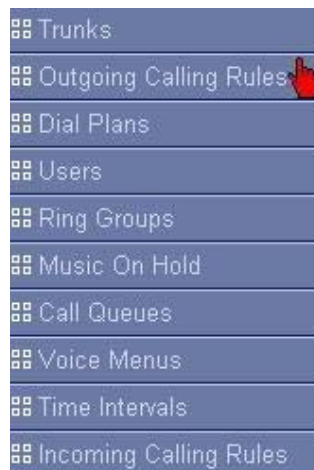 Trunks
Outgoing Calling Rules
Dial Plans
Users
Ring Groups
Music On Hold
Call Queues
Voice Menus
Time Intervals
Incoming Calling Rules